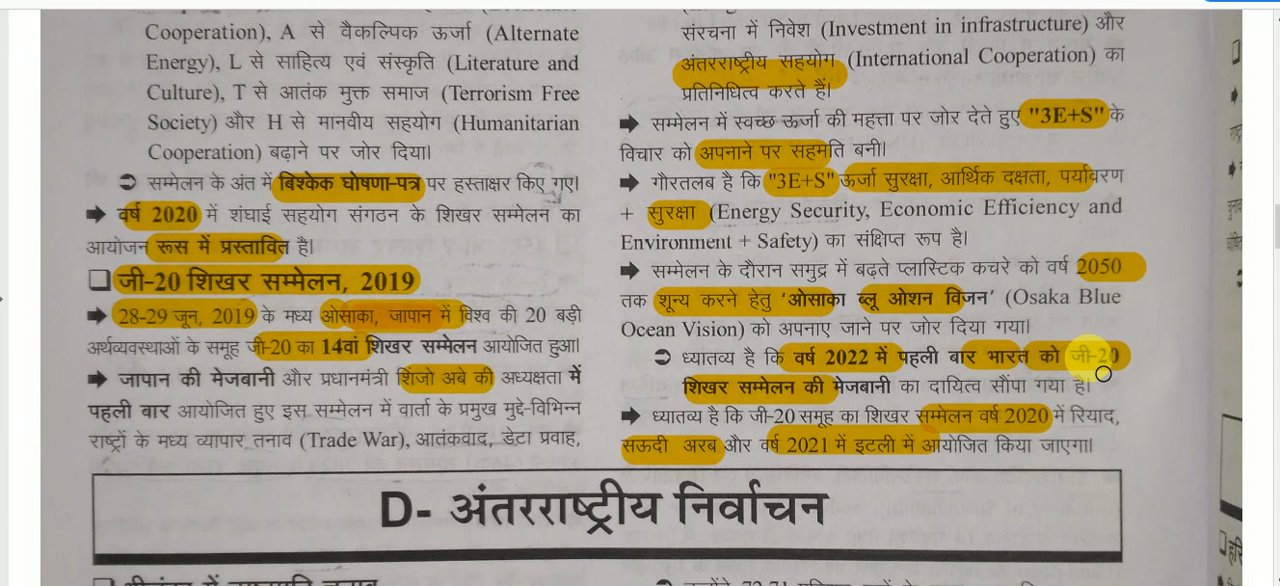 Cooperation), A से वैकल्पिक ऊर्जा (Alternate
Energy), L से साहित्य एवं संस्कृति (Literature and
Culture), T से आतंक मुक्त समाज (Terrorism Free
Society) और H से मानवीय सहयोग (Humanitarian
Cooperation) बढ़ाने पर जोर दिया।
➲ सम्मेलन के अंत में बिश्केक घोषणा-पत्र पर हस्ताक्षर किए गए।
➡ वर्ष 2020 में शंघाई सहयोग संगठन के शिखर सम्मेलन का
आयोजन रूस में प्रस्तावित है।
❑ जी-20 शिखर सम्मेलन, 2019
➡ 28-29 जून, 2019 के मध्य ओसाका, जापान में विश्व की 20 बड़ी
अर्थव्यवस्थाओं के समूह जी-20 का 14वां शिखर सम्मेलन आयोजित हुआ।
➡ जापान की मेजबानी और प्रधानमंत्री शिंजो अबे की अध्यक्षता में
पहली बार आयोजित हुए इस सम्मेलन में वार्ता के प्रमुख मुद्दे-विभिन्न
राष्ट्रों के मध्य व्यापार तनाव (Trade War), आतंकवाद, डेटा प्रवाह,
संरचना में निवेश (Investment in infrastructure) और
अंतरराष्ट्रीय सहयोग (International Cooperation) का
प्रतिनिधित्व करते हैं।
➡ सम्मेलन में स्वच्छ ऊर्जा की महत्ता पर जोर देते हुए "3E+S" के
विचार को अपनाने पर सहमति बनी।
➡ गौरतलब है कि "3E+S" ऊर्जा सुरक्षा, आर्थिक दक्षता, पर्यावरण
+ सुरक्षा (Energy Security, Economic Efficiency and
Environment + Safety) का संक्षिप्त रूप है।
➡ सम्मेलन के दौरान समुद्र में बढ़ते प्लास्टिक कचरे को वर्ष 2050
तक शून्य करने हेतु ‘ओसाका ब्लू ओशन विजन’ (Osaka Blue
Ocean Vision) को अपनाए जाने पर जोर दिया गया।
➲ ध्यातव्य है कि वर्ष 2022 में पहली बार भारत को जी-20
शिखर सम्मेलन की मेजबानी का दायित्व सौंपा गया है।
➡ ध्यातव्य है कि जी-20 समूह का शिखर सम्मेलन वर्ष 2020 में रियाद,
सऊदी अरब और वर्ष 2021 में इटली में आयोजित किया जाएगा।
D- अंतरराष्ट्रीय निर्वाचन